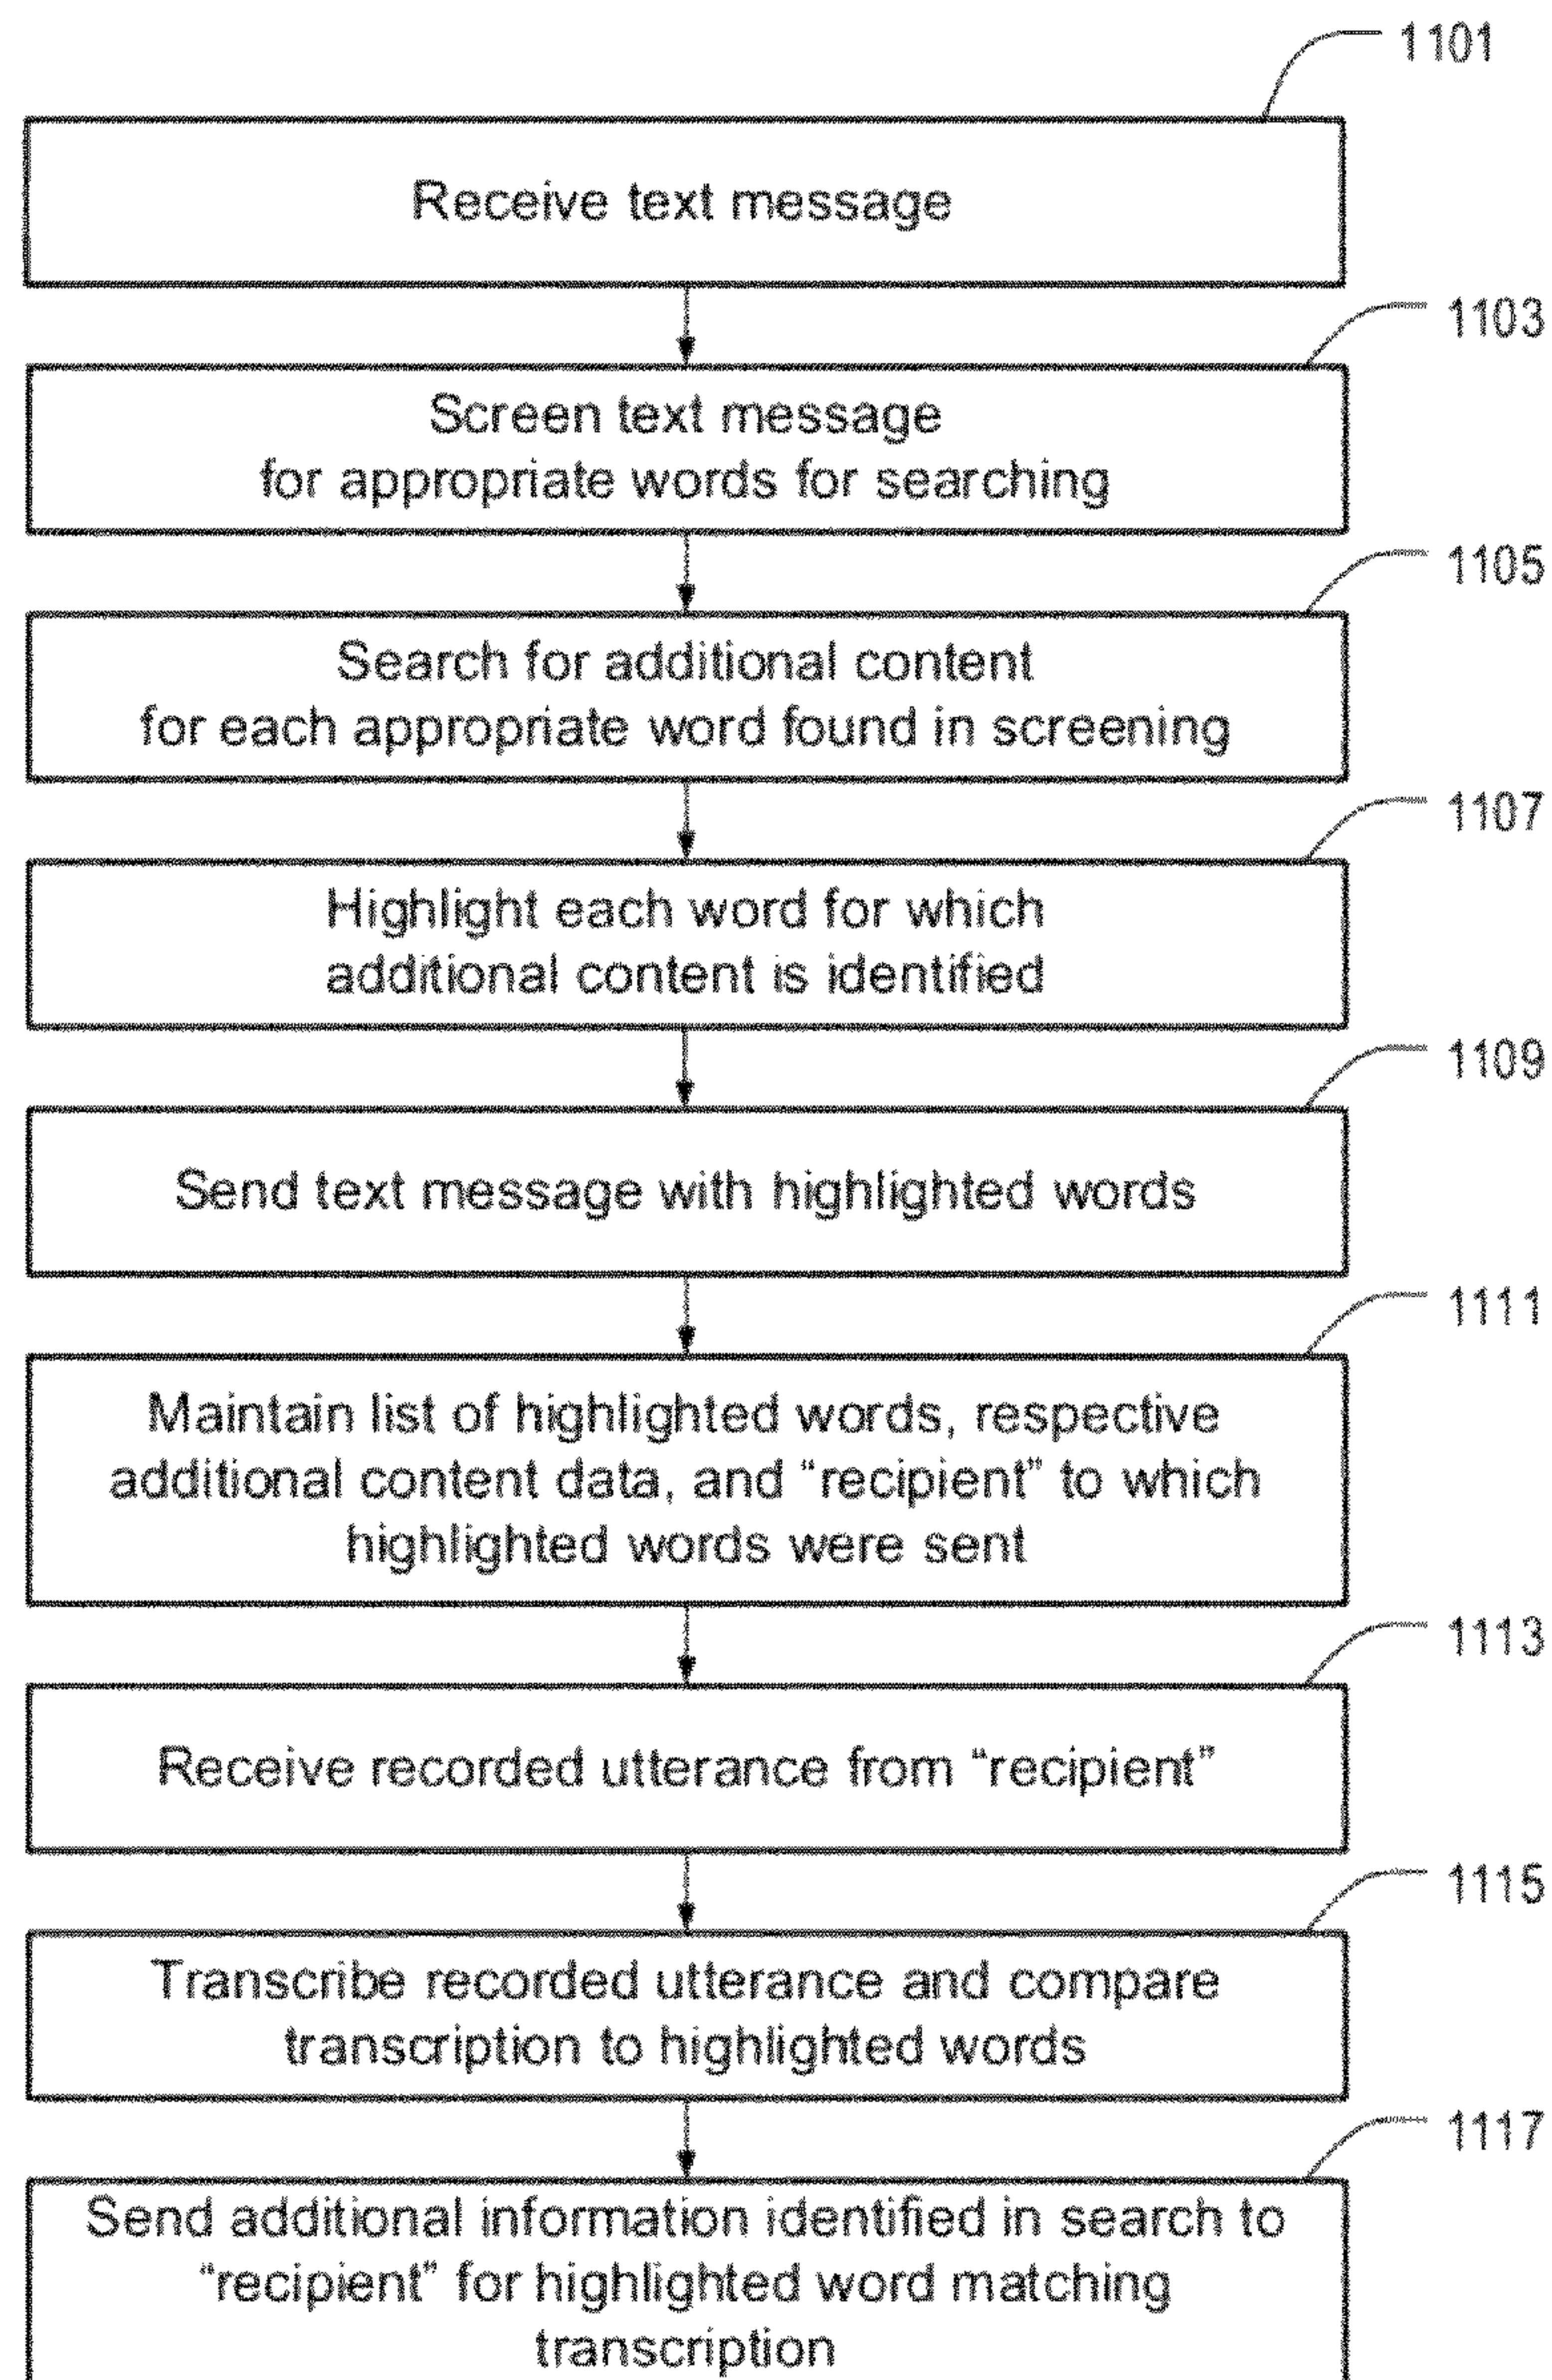 1101
Receive text message
1103
Screen text message
for appropriate words for searching
1105
Search for additional content
for each appropriate word found in screening
1107
Highlight each word for which
additional content is identified
1109
Send text message with highlighted words
1111
Maintain list of highlighted words, respective
additional content data, and “recipient” to which
highlighted words were sent
1113
Receive recorded utterance from “recipient”
1115
Transcribe recorded utterance and compare
transcription to highlighted words
1117
Send additional information identified in search to
“recipient” for highlighted word matching
transcription